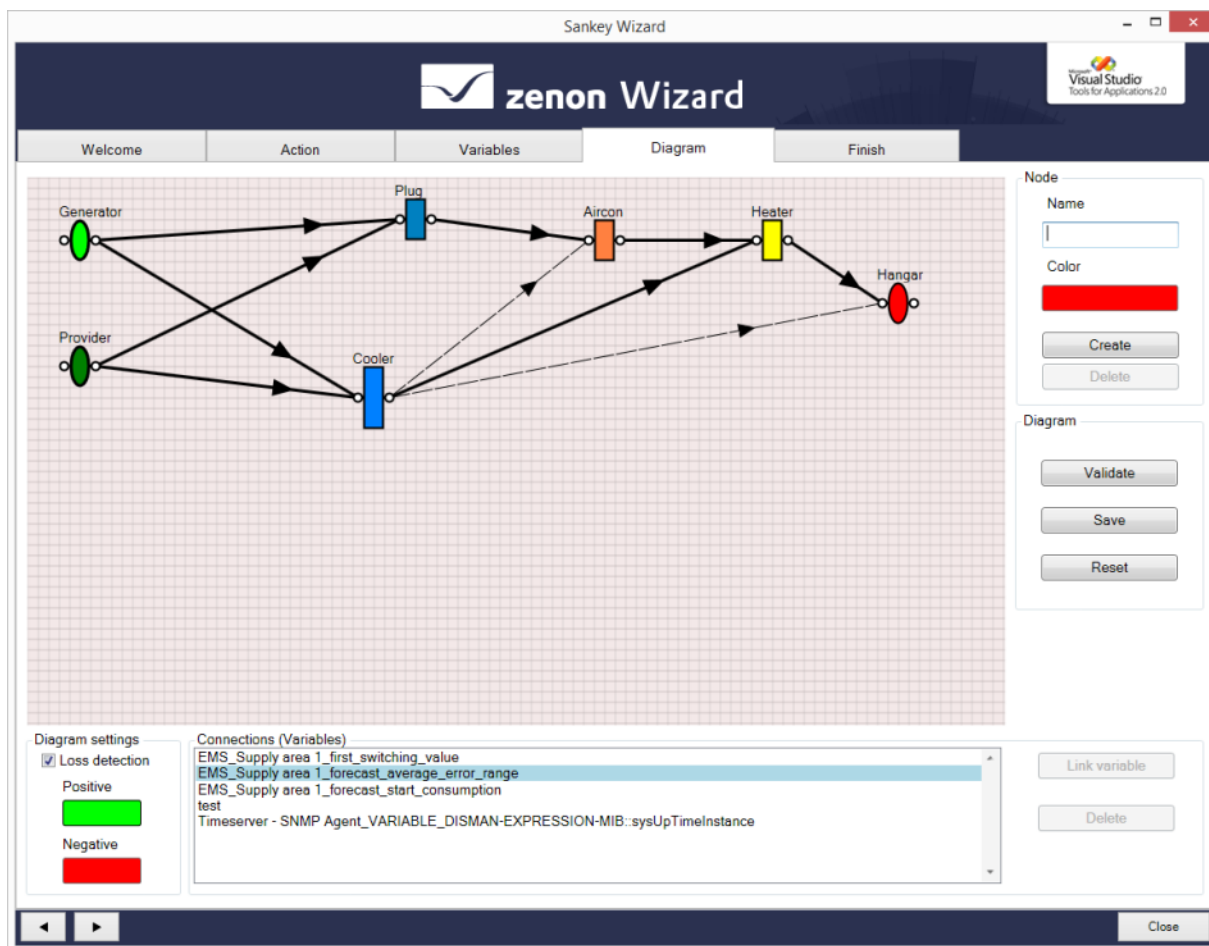 Sankey Wizard
zenon Wizard
Microsoft
Visual Studio
Tools for Applications 2.0
Welcome
Action
Variables
Diagram
Finish
Generator
Provider
Plug
Cooler
Aircon
Heater
Hangar
Node
Name
Color
Create
Delete
Diagram
Validate
Save
Reset
Diagram settings
Loss detection
Positive
Negative
Connections (Variables)
EMS_Supply area 1_first_switching_value
EMS_Supply area 1_forecast_average_error_range
EMS_Supply area 1_forecast_start_consumption
test
Timeserver - SNMP Agent_VARIABLE_DISMAN-EXPRESSION-MIB::sysUpTimeInstance
Link variable
Delete
Close